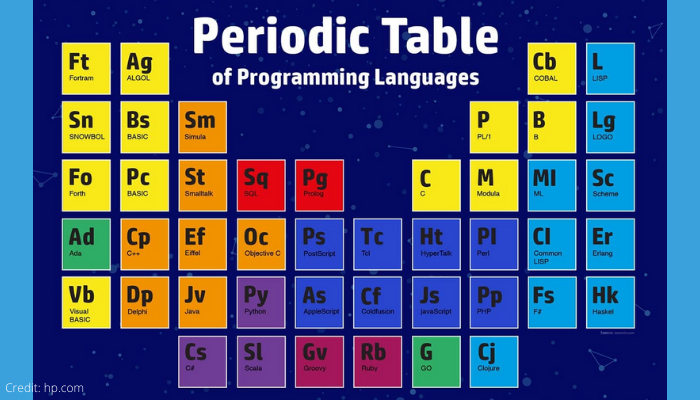 Periodic Table
of Programming Languages
Ft
Fortram
Ag
ALGOL
Cb
COBAL
L
LISP
Sn
SNOWBOL
Bs
BASIC
Sm
Simula
P
PL/1
B
B
Lg
LOGO
Fo
Forth
Pc
BASIC
St
Smalltalk
Sq
SQL
Pg
Prolog
C
C
M
Modula
Ml
ML
Sc
Scheme
Ad
Ada
Cp
C++
Ef
Eiffel
Oc
Objective C
Ps
PostScript
Tc
Tcl
Ht
HyperTalk
Pl
Perl
Cl
Common
LISP
Er
Erlang
Vb
Visual
BASIC
Dp
Delphi
Jv
Java
Py
Python
As
AppleScript
Cf
Coldfusion
Js
javaScript
Pp
PHP
Fs
F#
Hk
Haskel
Cs
C#
Sl
Scala
Gv
Groovy
Rb
Ruby
G
GO
Cj
Clojure
Credit: hp.com